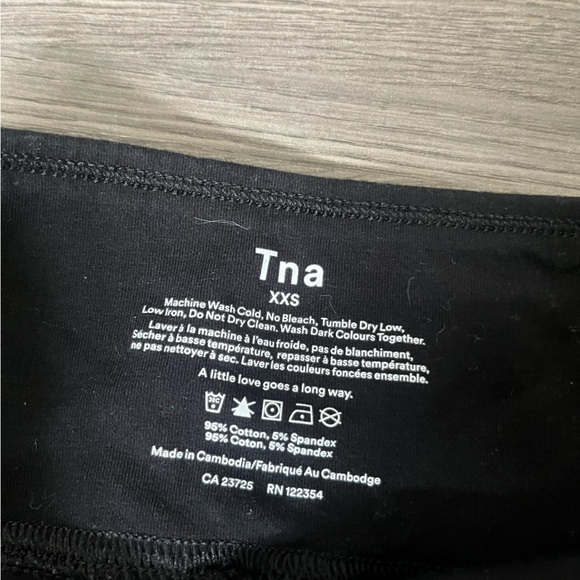 Tna
XXS
Machine Wash Cold, No Bleach, Tumble Dry Low,
Low Iron, Do Not Dry Clean. Wash Dark Colours Together.
Laver à la machine à l'eau froide, pas de blanchiment,
Sécher à basse température, repasser à basse température,
ne pas nettoyer à sec. Laver les couleurs foncées ensemble.
A little love goes a long way.
30C
95% Cotton, 5% Spandex
95% Coton, 5% Spandex
Made in Cambodia/Fabriqué Au Cambodge
CA 23725 RN 122354